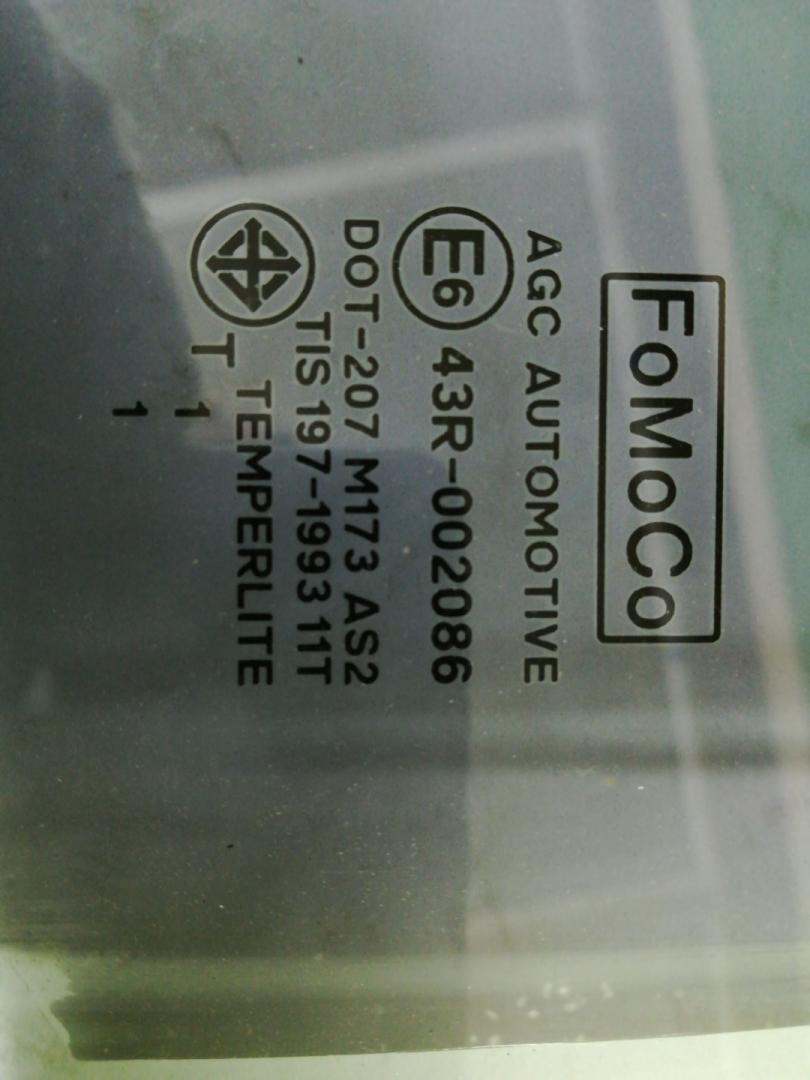 FoMoCo
AGC AUTOMOTIVE
E6 43R-002086
DOT-207 M173 AS2
TIS 197-1993 11T
TEMPERLITE
T
1
1